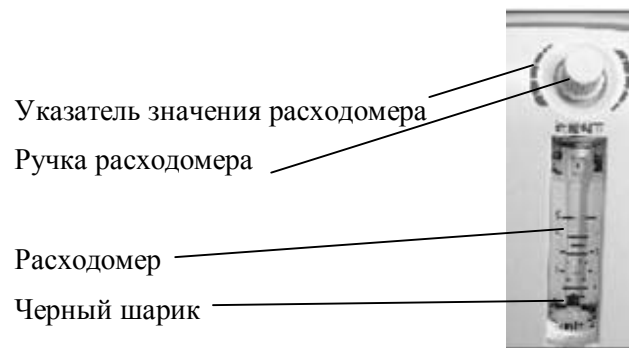 Указатель значения расходомера
Ручка расходомера
Расходомер
Черный шарик